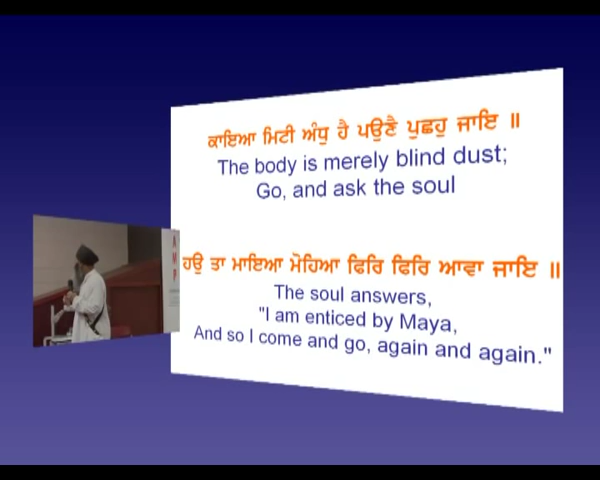 ਕਾਇਆ ਮਿਟੀ ਅੰਧੁ ਹੈ ਪਉਣੈ ਪੁਛਹੁ ਜਾਇ ॥
The body is merely blind dust;
Go, and ask the soul
ਹਉ ਤਾ ਮਾਇਆ ਮੋਹਿਆ ਫਿਰਿ ਫਿਰਿ ਆਵਾ ਜਾਇ ॥
The soul answers,
"I am enticed by Maya,
And so I come and go, again and again."
A
M
P